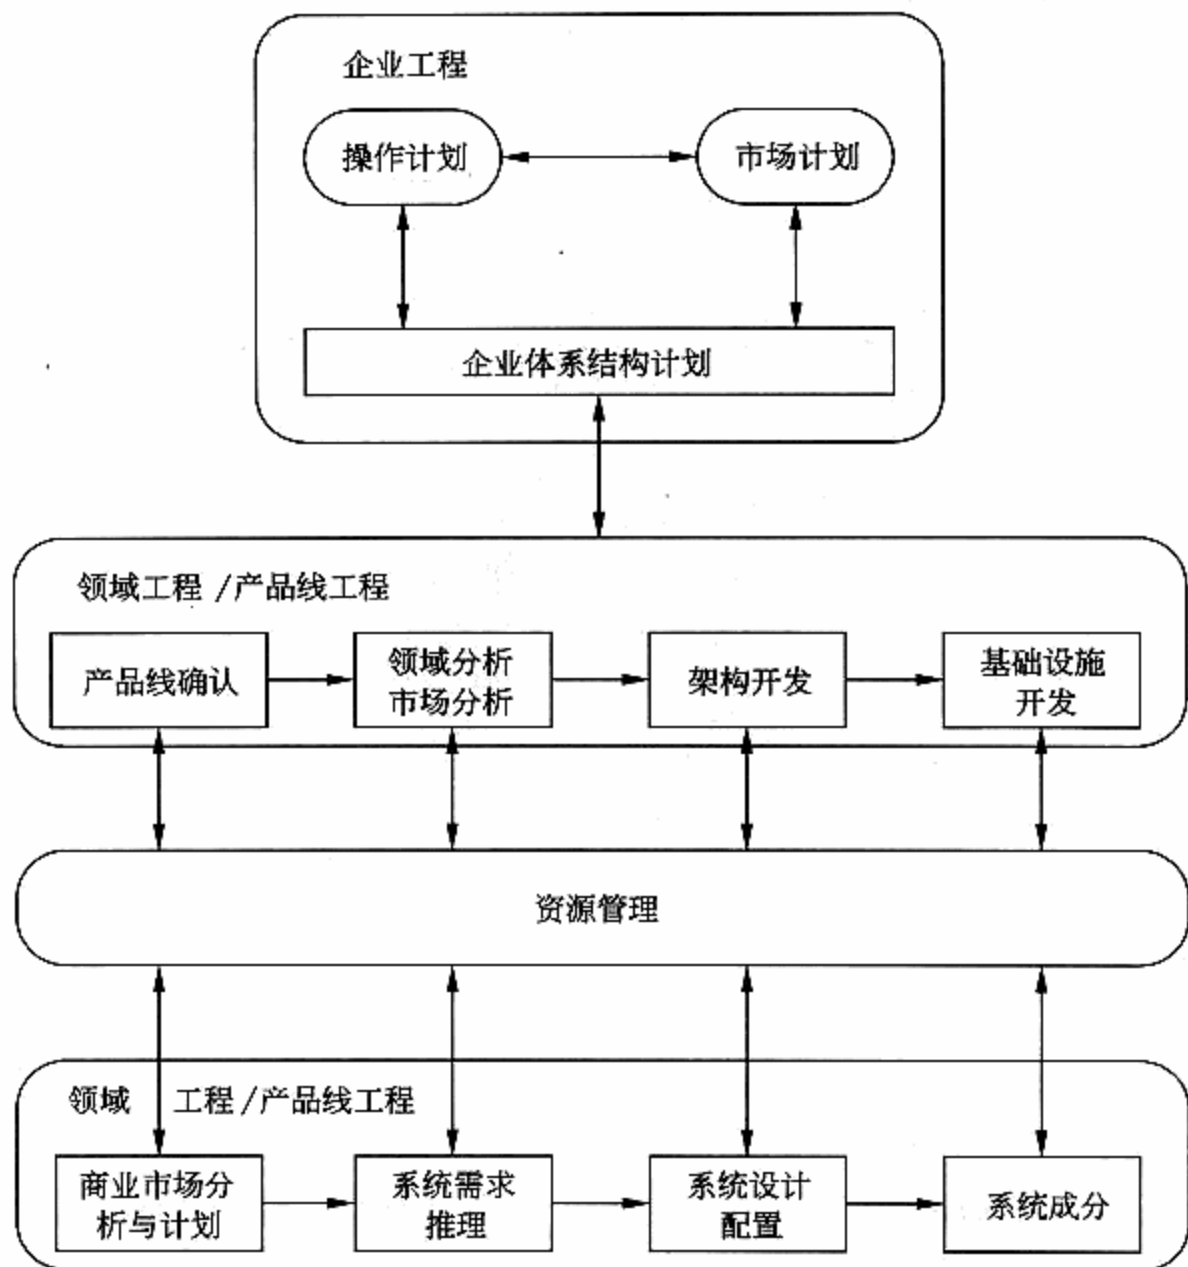 企业工程
操作计划
市场计划
企业体系结构计划
领域工程 /产品线工程
产品线确认
领域分析
市场分析
架构开发
基础设施
开发
资源管理
领域 工程/产品线工程
商业市场分
析与计划
系统需求
推理
系统设计
配置
系统成分